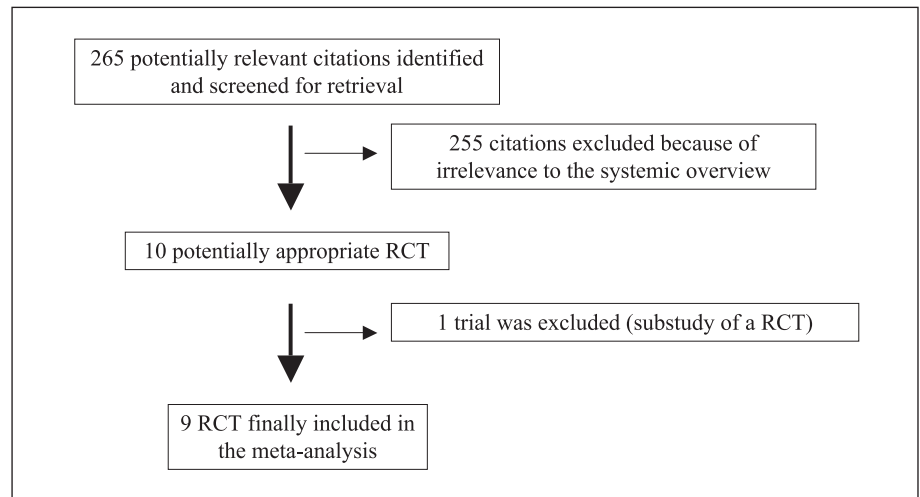 265 potentially relevant citations identified
and screened for retrieval
255 citations excluded because of
irrelevance to the systemic overview
10 potentially appropriate RCT
1 trial was excluded (substudy of a RCT)
9 RCT finally included in
the meta-analysis